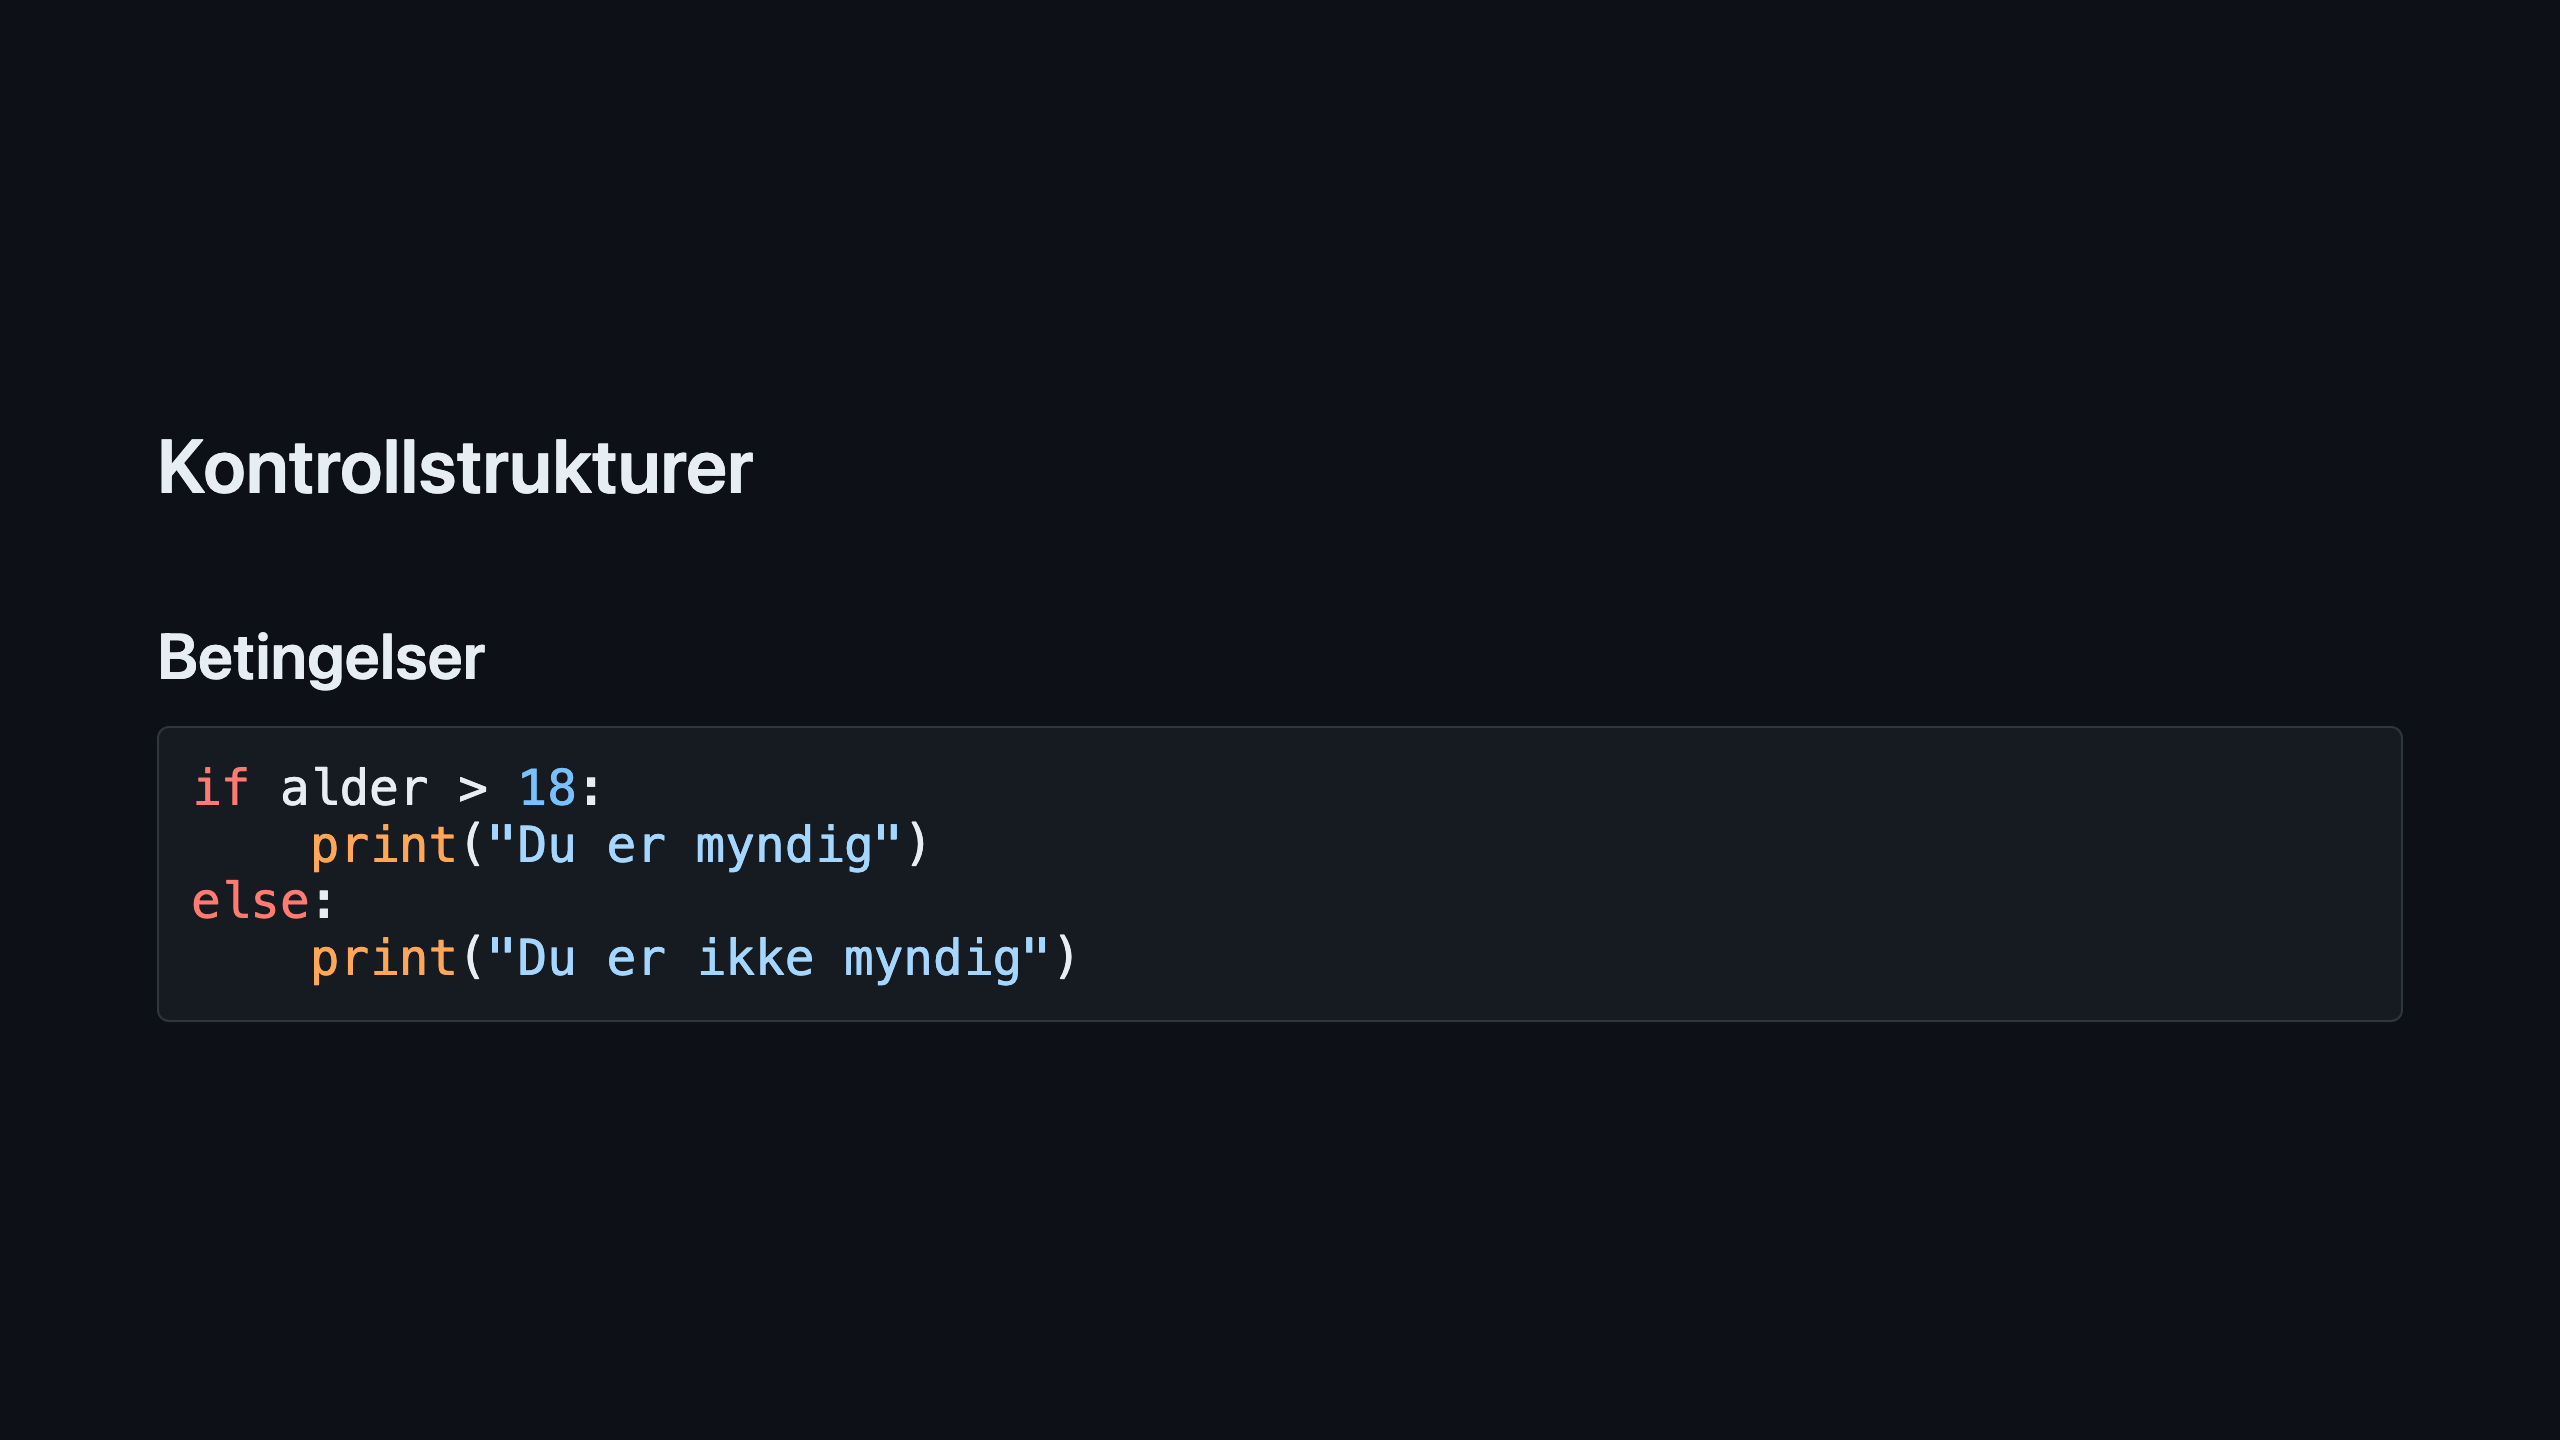 Kontrollstrukturer
Betingelser
if alder > 18:
    print("Du er myndig")
else:
    print("Du er ikke myndig")